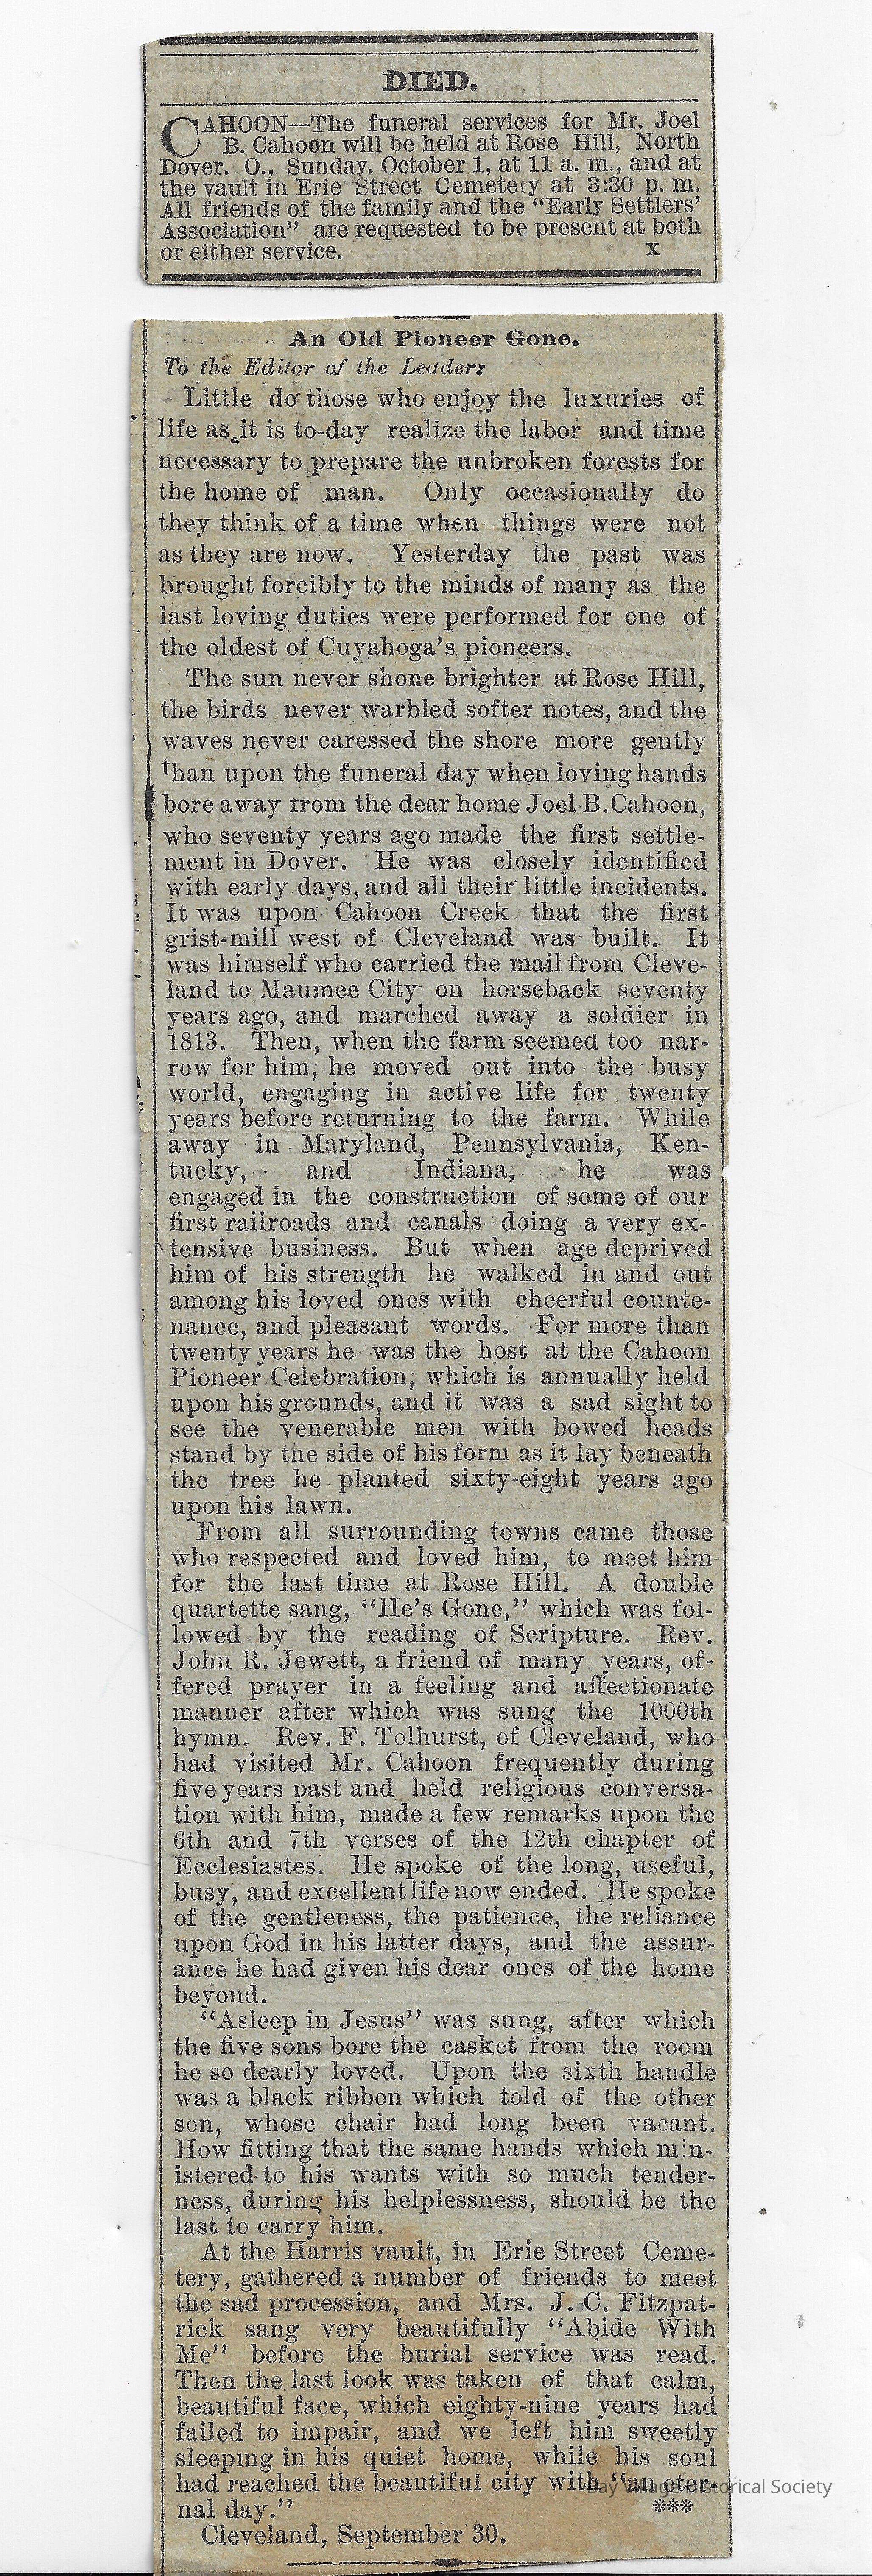 DIED.
CAHOON—The funeral services for Mr. Joel
B. Cahoon will be held at Rose Hill, North
Dover, O., Sunday, October 1, at 11 a. m., and at
the vault in Erie Street Cemetery at 3:30 p. m.
All friends of the family and the "Early Settlers'
Association" are requested to be present at both
or either service. x
An Old Pioneer Gone.
To the Editor of the Leader:
Little do those who enjoy the luxuries of
life as it is to-day realize the labor and time
necessary to prepare the unbroken forests for
the home of man. Only occasionally do
they think of a time when things were not
as they are now. Yesterday the past was
brought forcibly to the minds of many as the
last loving duties were performed for one of
the oldest of Cuyahoga's pioneers.
The sun never shone brighter at Rose Hill,
the birds never warbled softer notes, and the
waves never caressed the shore more gently
than upon the funeral day when loving hands
bore away from the dear home Joel B. Cahoon,
who seventy years ago made the first settle-
ment in Dover. He was closely identified
with early days, and all their little incidents.
It was upon Cahoon Creek that the first
grist-mill west of Cleveland was built. It
was himself who carried the mail from Cleve-
land to Maumee City on horseback seventy
years ago, and marched away a soldier in
1813. Then, when the farm seemed too nar-
row for him, he moved out into the busy
world, engaging in active life for twenty
years before returning to the farm. While
away in Maryland, Pennsylvania, Ken-
tucky, and Indiana, he was
engaged in the construction of some of our
first railroads and canals doing a very ex-
tensive business. But when age deprived
him of his strength he walked in and out
among his loved ones with cheerful counte-
nance, and pleasant words. For more than
twenty years he was the host at the Cahoon
Pioneer Celebration, which is annually held
upon his grounds, and it was a sad sight to
see the venerable men with bowed heads
stand by the side of his form as it lay beneath
the tree he planted sixty-eight years ago
upon his lawn.
From all surrounding towns came those
who respected and loved him, to meet him
for the last time at Rose Hill. A double
quartette sang, "He's Gone," which was fol-
lowed by the reading of Scripture. Rev.
John R. Jewett, a friend of many years, of-
fered prayer in a feeling and affectionate
manner after which was sung the 1000th
hymn. Rev. F. Tolhurst, of Cleveland, who
had visited Mr. Cahoon frequently during
five years past and held religious conversa-
tion with him, made a few remarks upon the
6th and 7th verses of the 12th chapter of
Ecclesiastes. He spoke of the long, useful,
busy, and excellent life now ended. He spoke
of the gentleness, the patience, the reliance
upon God in his latter days, and the assur-
ance he had given his dear ones of the home
beyond.
"Asleep in Jesus" was sung, after which
the five sons bore the casket from the room
he so dearly loved. Upon the sixth handle
was a black ribbon which told of the other
son, whose chair had long been vacant.
How fitting that the same hands which min-
istered to his wants with so much tender-
ness, during his helplessness, should be the
last to carry him.
At the Harris vault, in Erie Street Ceme-
tery, gathered a number of friends to meet
the sad procession, and Mrs. J. C. Fitzpat-
rick sang very beautifully "Abide With
Me" before the burial service was read.
Then the last look was taken of that calm,
beautiful face, which eighty-nine years had
failed to impair, and we left him sweetly
sleeping in his quiet home, while his soul
had reached the beautiful city with "an eter-
nal day." ***
Cleveland, September 30.
Bay Village Historical Society